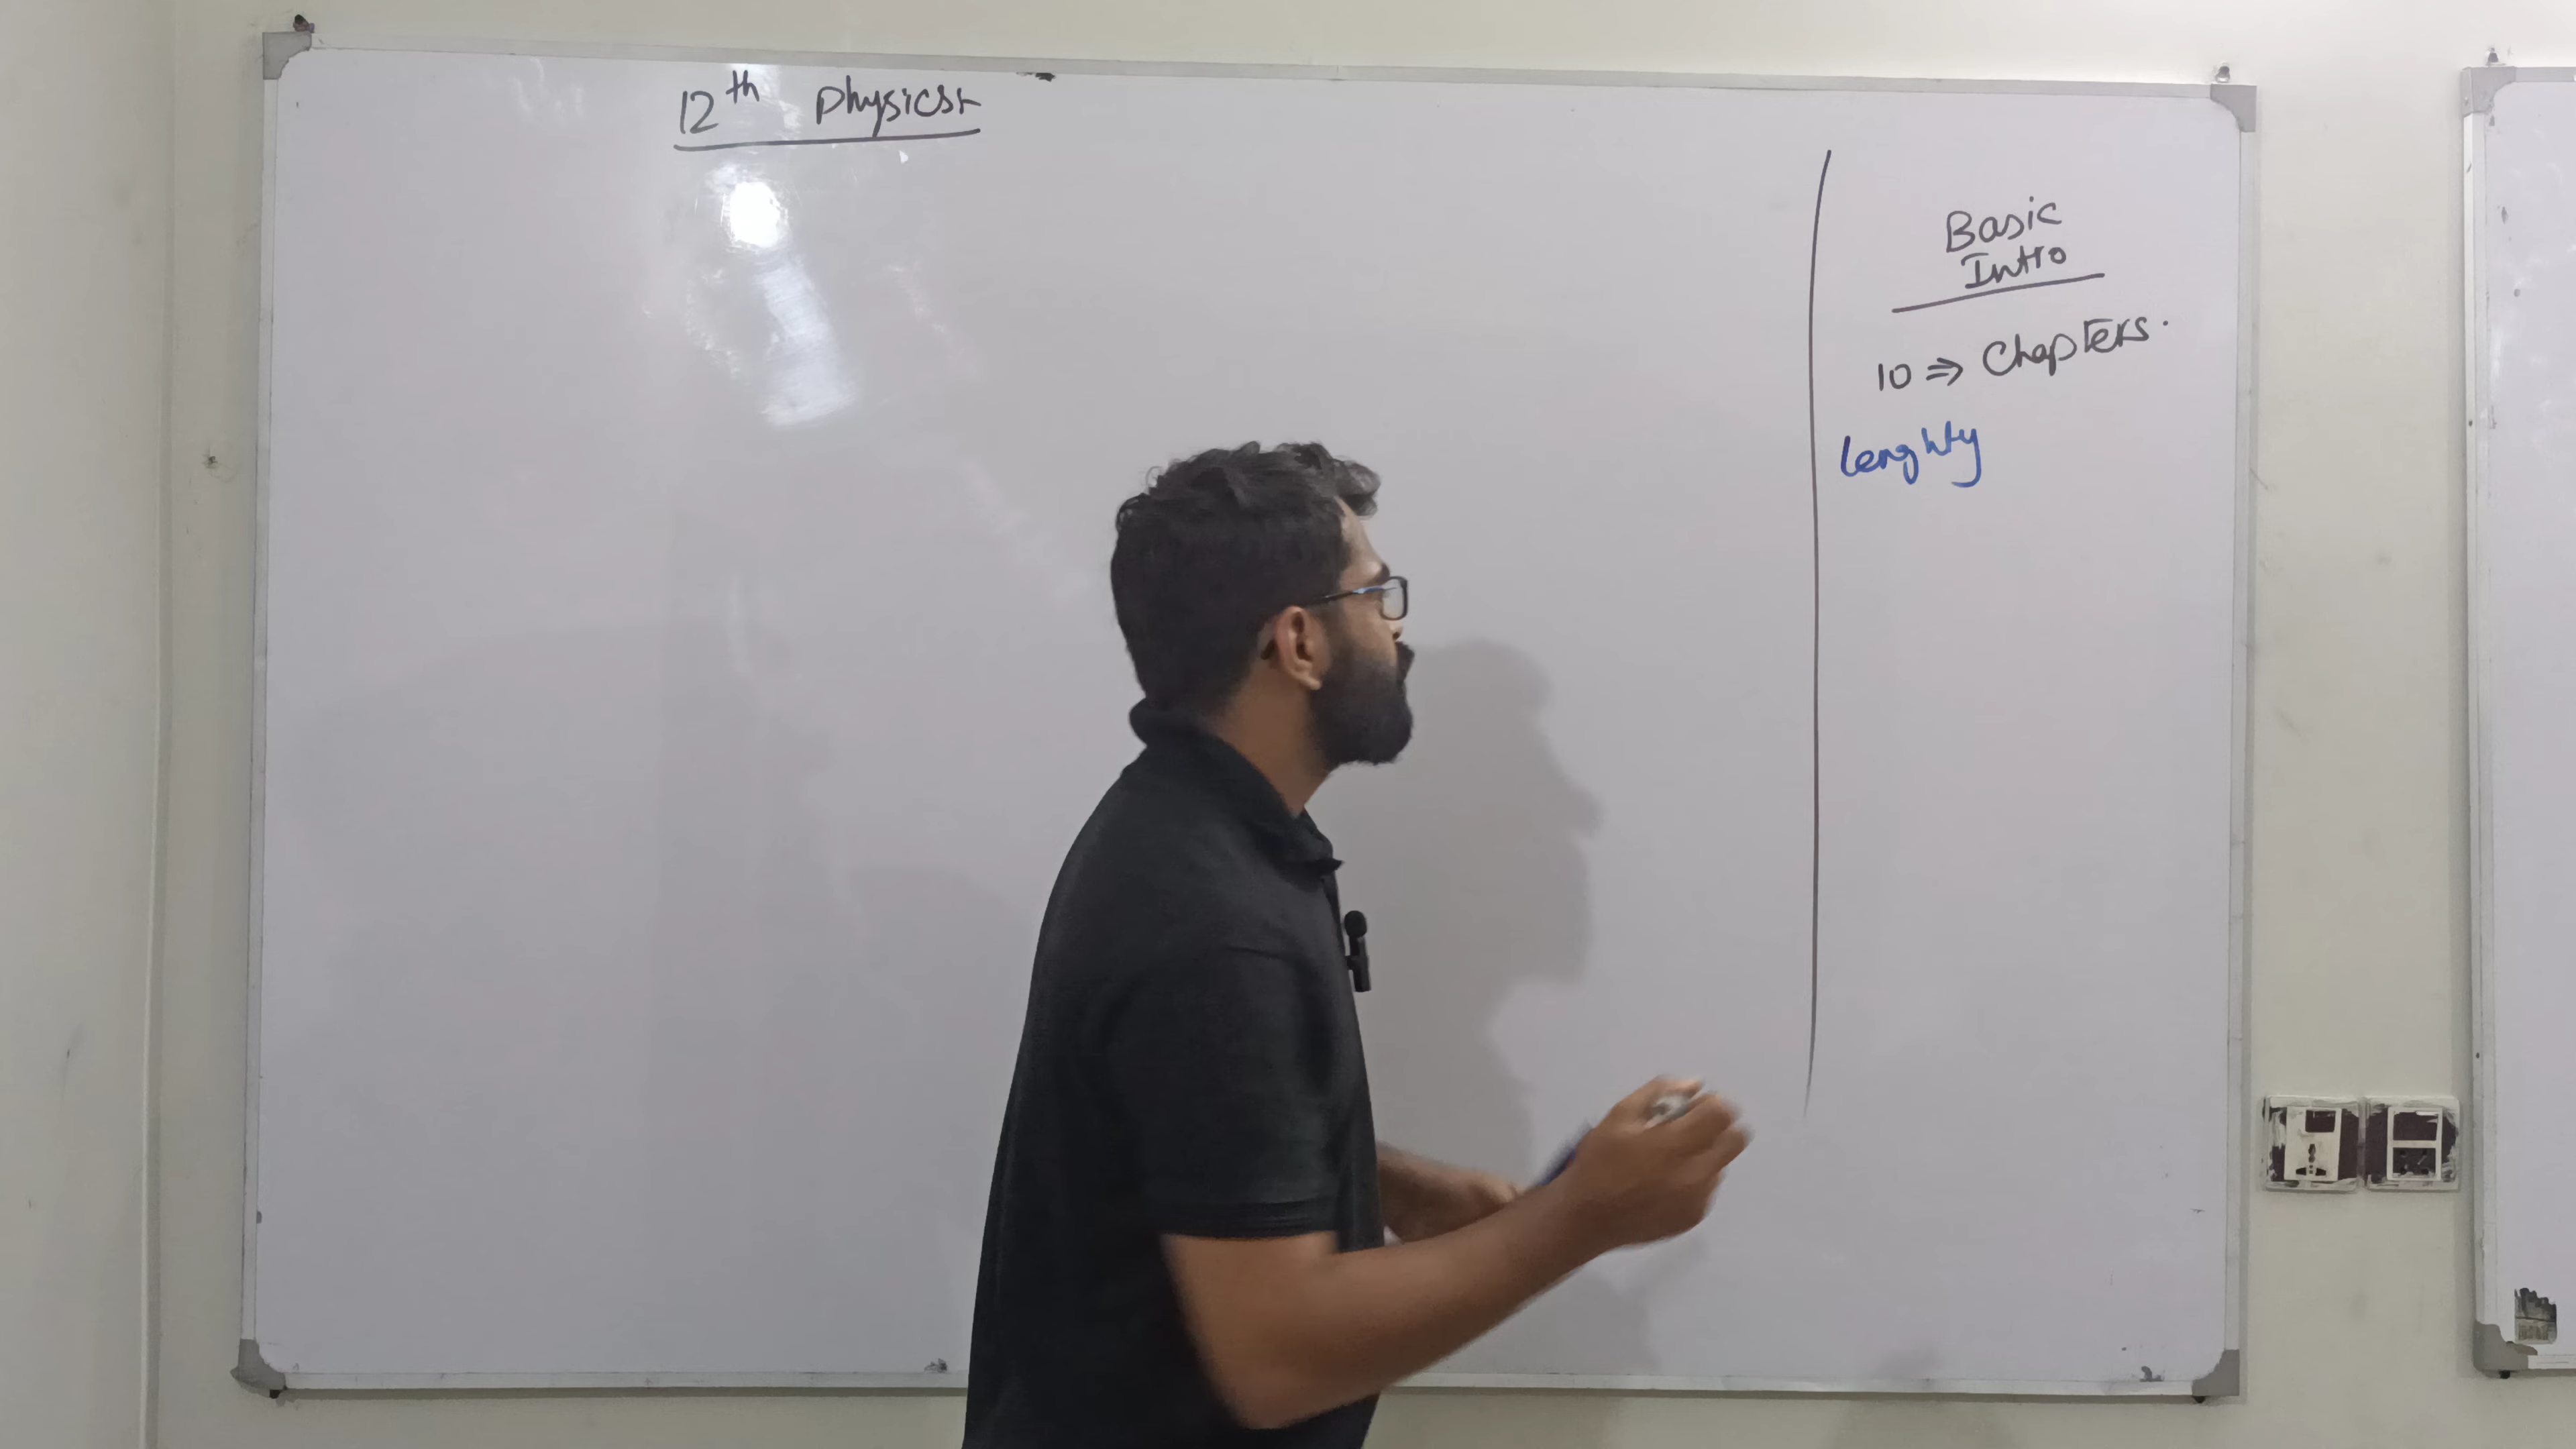 12th Physics:-
Basic
Intro
10 ⇒ Chapters.
lenghty